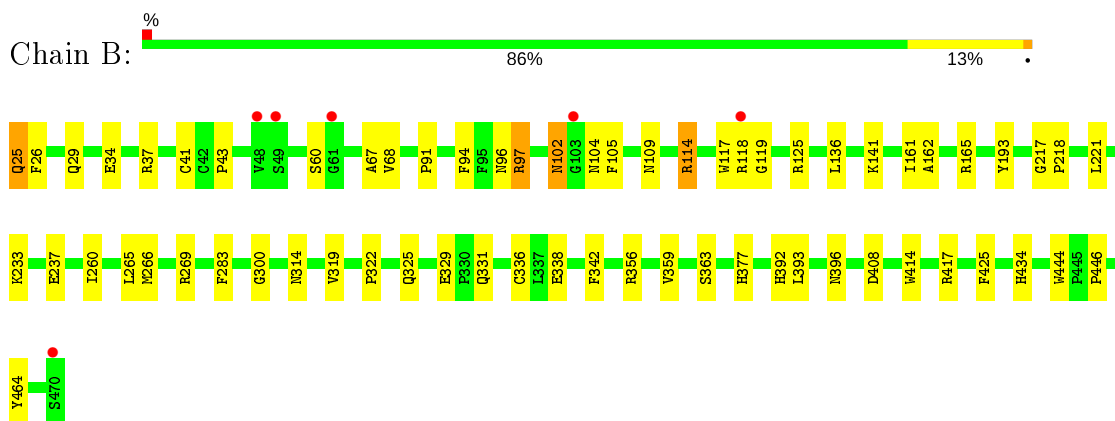 %
Chain B:
86% 13% •
Q25 F26 Q29 E34 R37 C41 C42 P43 V48 S49 S60 G61 A67 V68 P91 F94 F95 N96 R97 N102 G103 N104 F105 N109 R114 W117 R118 G119 R125 L136 K141 I161 A162 R165 Y193 G217 P218 L221
K233 E237 I260 L265 M266 R269 F283 G300 N314 V319 P322 Q325 E329 P330 Q331 C336 L337 E338 F342 R356 V359 S363 H377 H392 L393 N396 D408 W414 R417 F425 H434 W444 P445 P446
Y464 S470